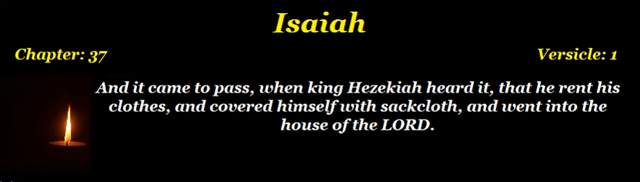 Isaiah
Chapter: 37
Versicle: 1
And it came to pass, when king Hezekiah heard it, that he rent his
clothes, and covered himself with sackcloth, and went into the
house of the LORD.